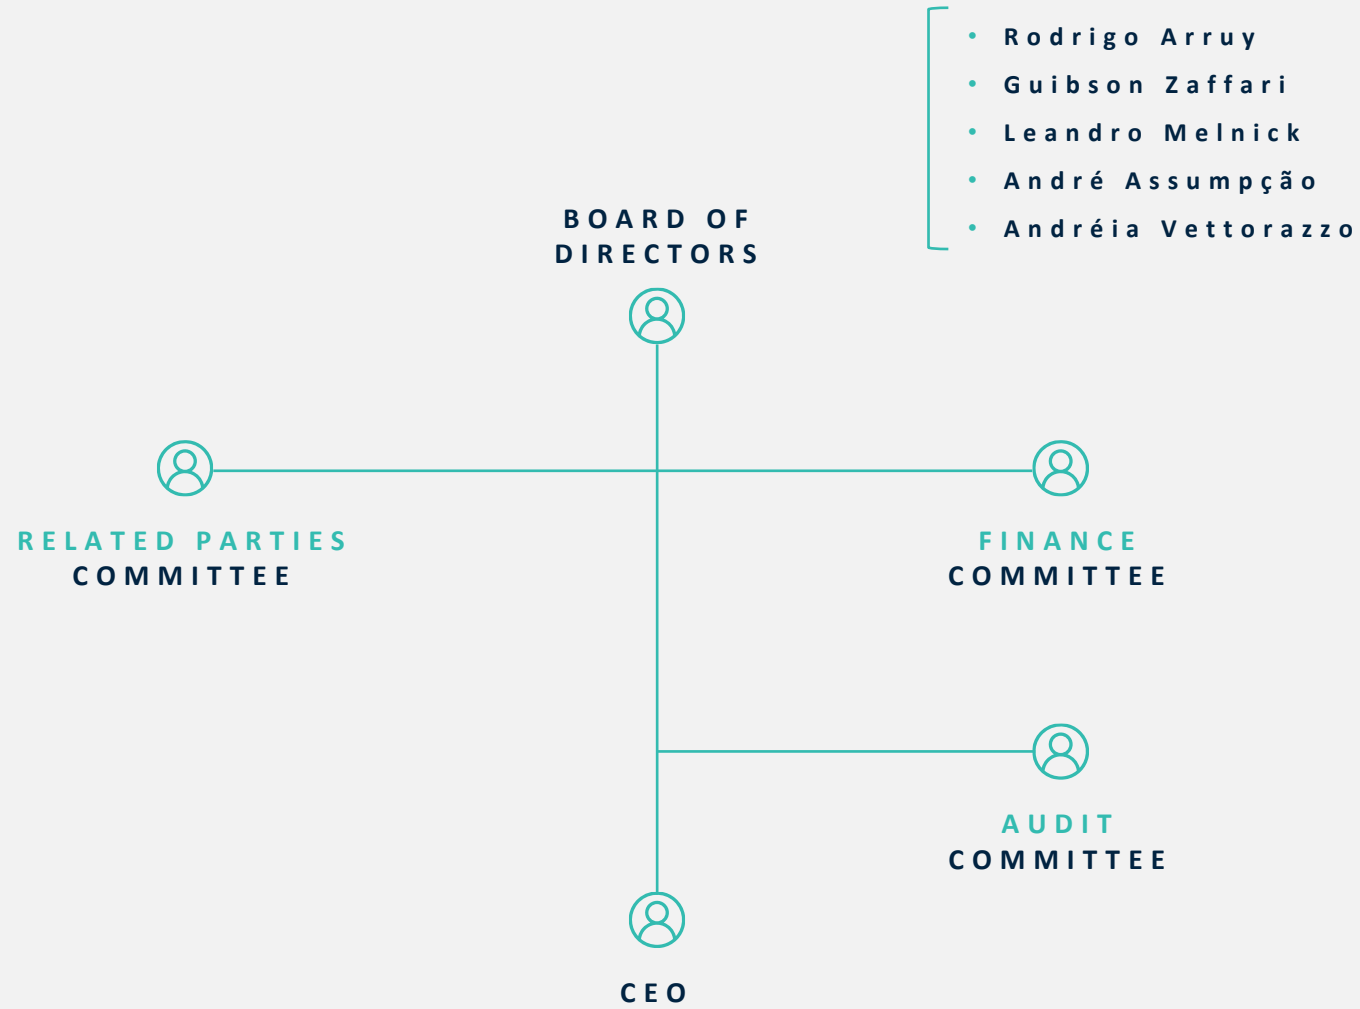 • Rodrigo Arruy
• Guibson Zaffari
• Leandro Melnick
• André Assumpção
• Andréia Vettorazzo
BOARD OF
DIRECTORS
RELATED PARTIES
COMMITTEE
FINANCE
COMMITTEE
AUDIT
COMMITTEE
CEO